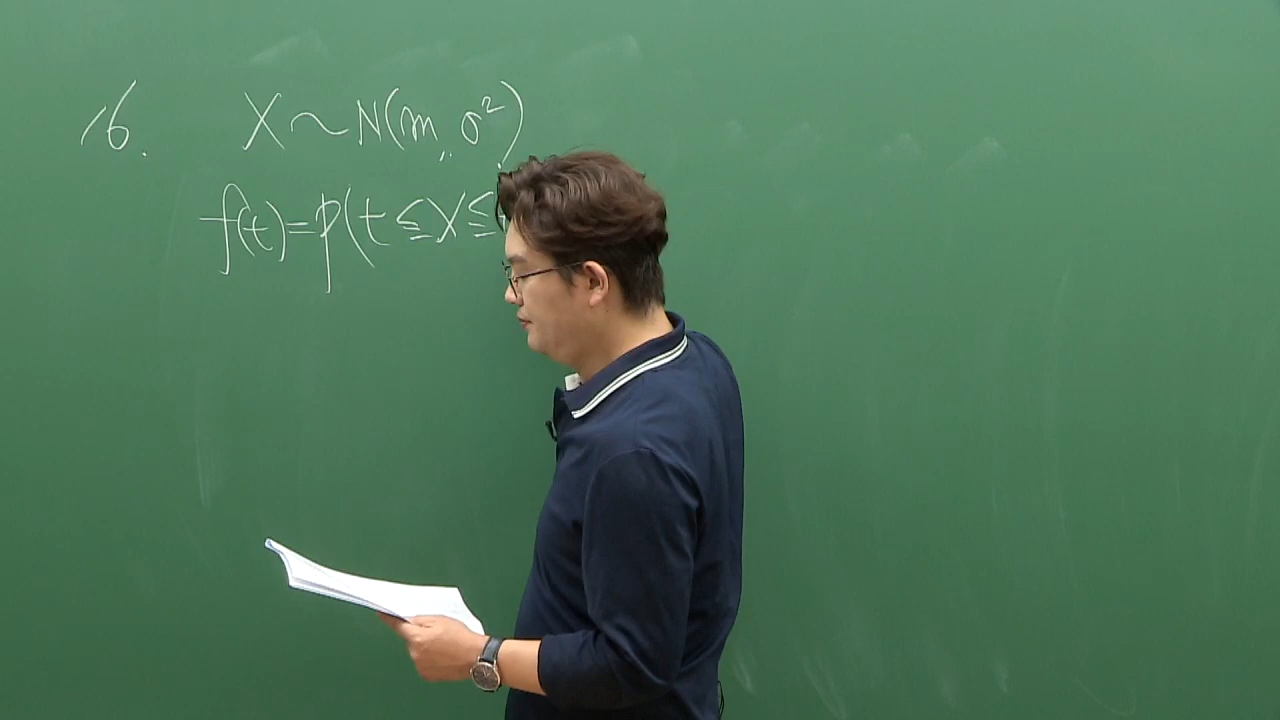 16. X ~ N(m, σ²)
f(t) = P(t ≤ X ≤